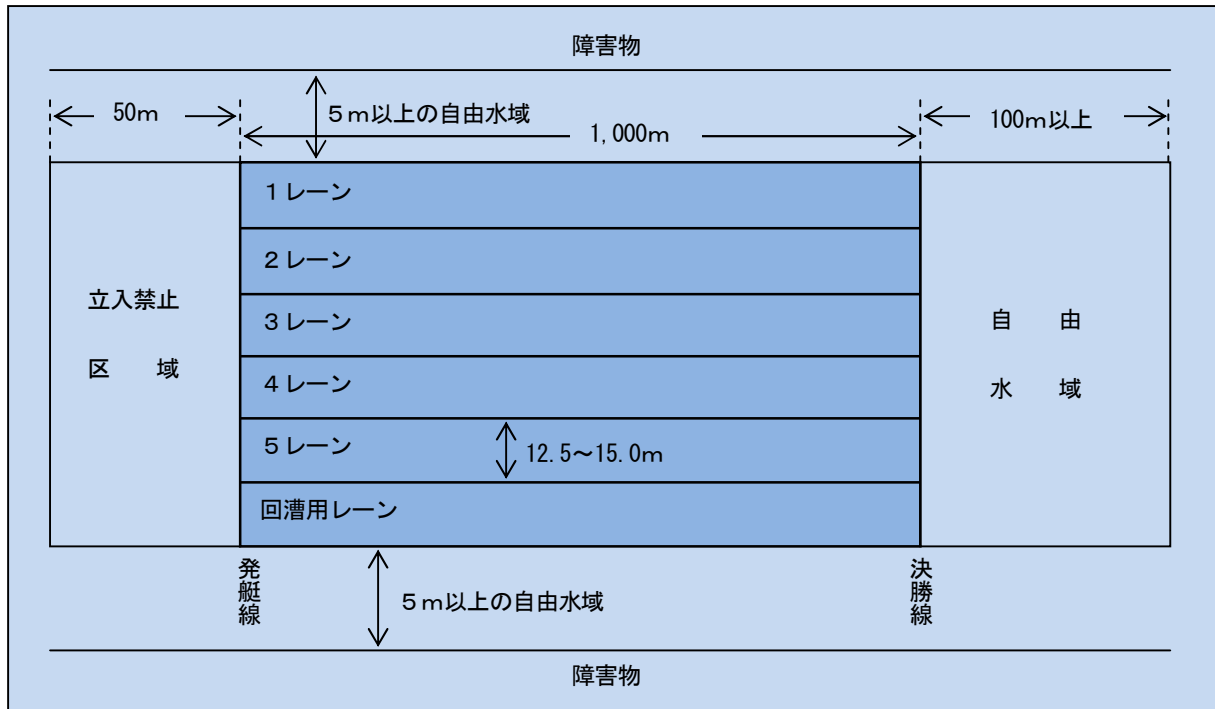 障害物
50m
5m以上の自由水域
1,000m
100m以上
1レーン
2レーン
3レーン
4レーン
5レーン
12.5～15.0m
回漕用レーン
立入禁止
区　域
自　由
水　域
発艇線
決勝線
5m以上の自由水域
障害物